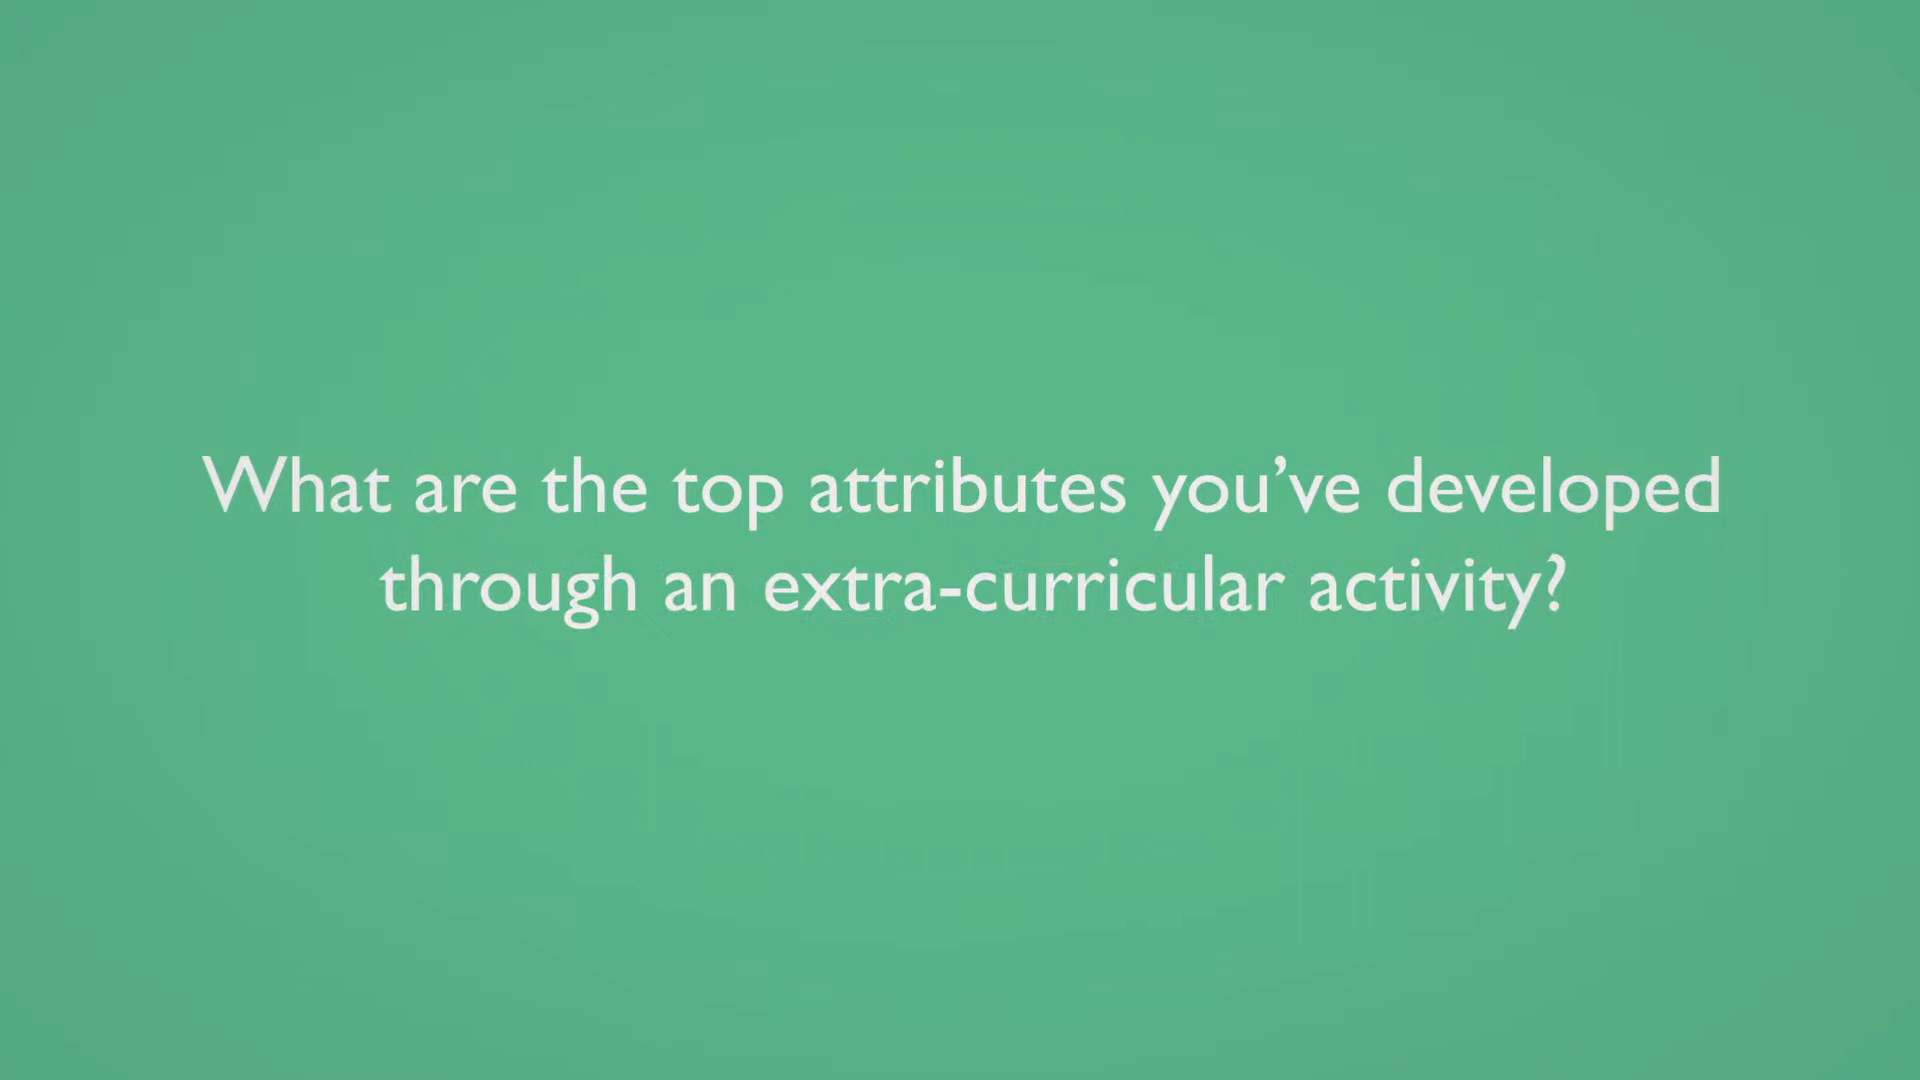 What are the top attributes you’ve developed
through an extra-curricular activity?